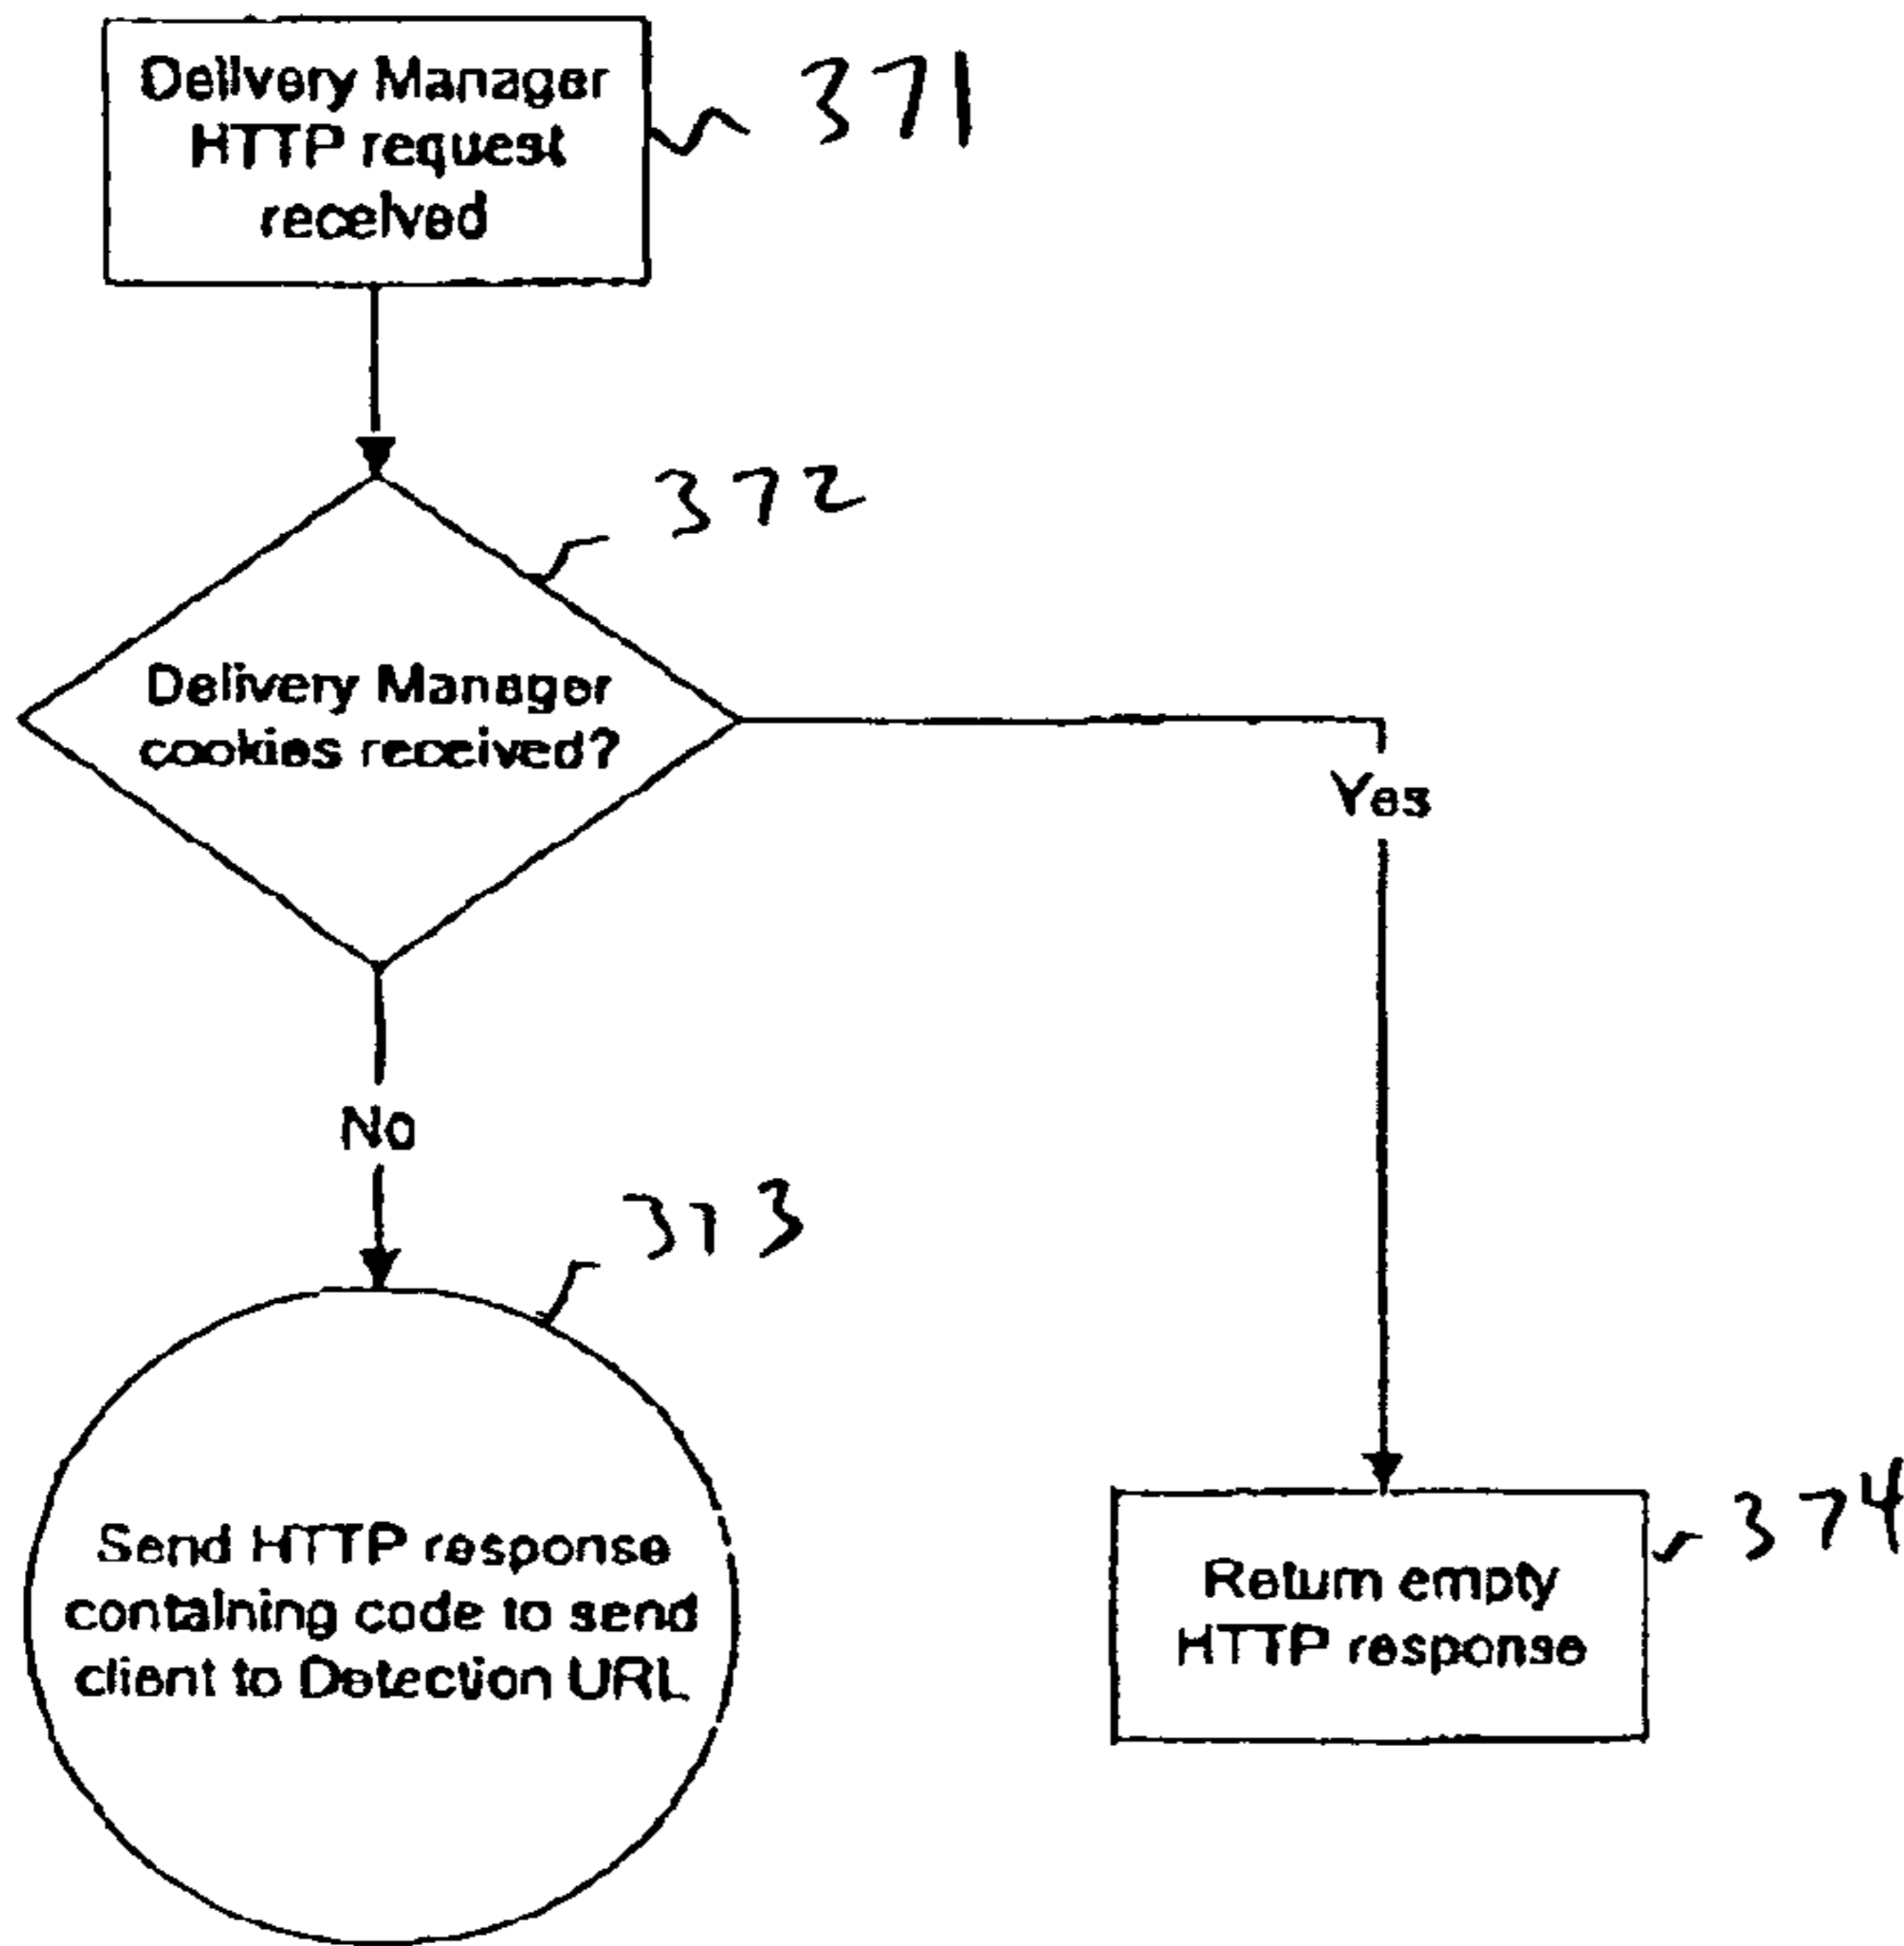 Delivery Manager
HTTP request
received
371
372
Delivery Manager
cookies received?
Yes
No
373
Send HTTP response
containing code to send
client to Detection URL
374
Return empty
HTTP response